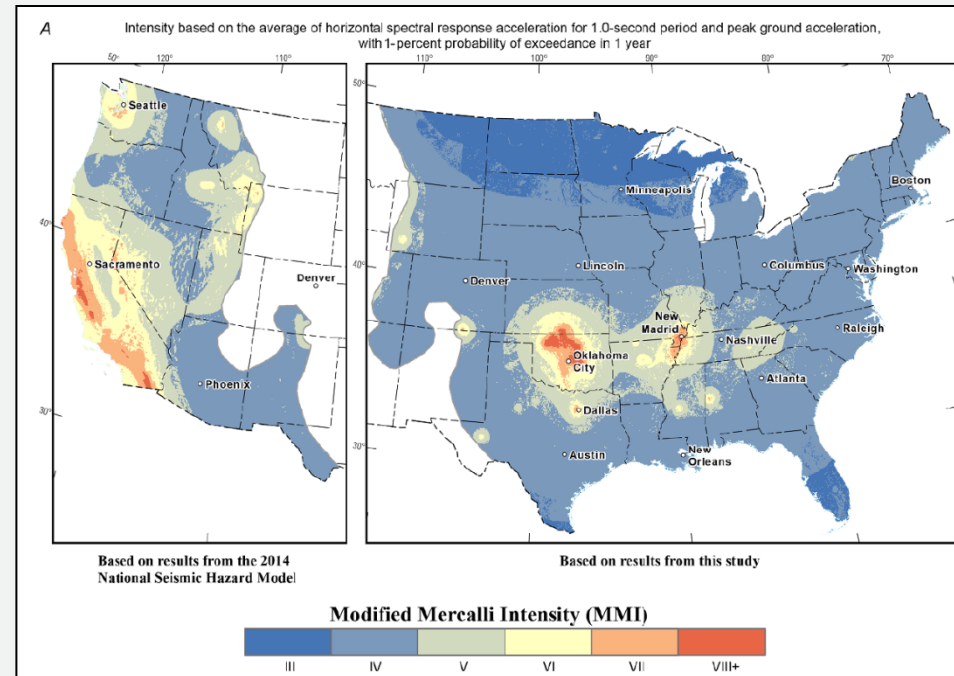 A
Intensity based on the average of horizontal spectral response acceleration for 1.0-second period and peak ground acceleration,
with 1-percent probability of exceedance in 1 year
50° 120° 110°
110° 100° 90° 80° 70°
50°
Seattle
Minneapolis
Boston
40°
Sacramento
Denver
40°
Denver
Lincoln
Columbus
Washington
New
Madrid
Nashville
Raleigh
Oklahoma
City
Phoenix
Atlanta
Dallas
30°
30°
Austin
New
Orleans
Based on results from the 2014
National Seismic Hazard Model
Based on results from this study
Modified Mercalli Intensity (MMI)
III IV V VI VII VIII+